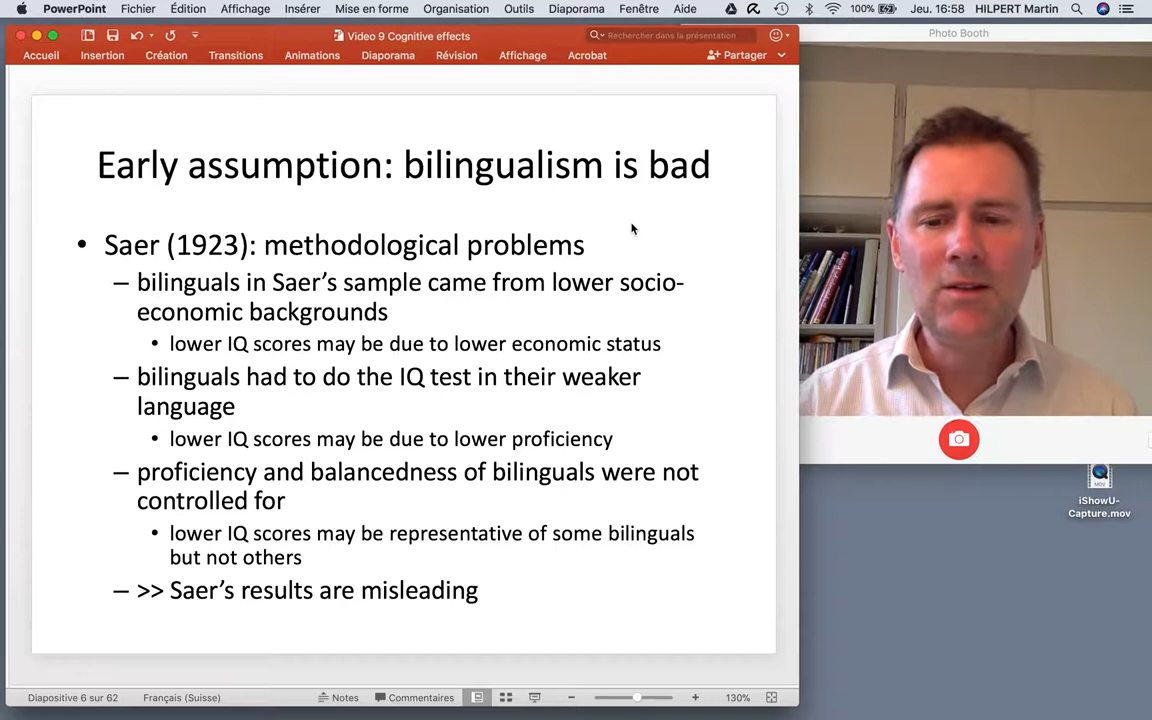 PowerPoint Fichier Édition Affichage Insérer Mise en forme Organisation Outils Diaporama Fenêtre Aide 100% Jeu. 16:58 HILPERT Martin
Video 9 Cognitive effects
Rechercher dans la présentation
Photo Booth
Accueil Insertion Création Transitions Animations Diaporama Révision Affichage Acrobat Partager
Early assumption: bilingualism is bad
• Saer (1923): methodological problems
– bilinguals in Saer’s sample came from lower socio-
economic backgrounds
• lower IQ scores may be due to lower economic status
– bilinguals had to do the IQ test in their weaker
language
• lower IQ scores may be due to lower proficiency
– proficiency and balancedness of bilinguals were not
controlled for
• lower IQ scores may be representative of some bilinguals
but not others
– >> Saer’s results are misleading
MOV
iShowU-
Capture.mov
Diapositive 6 sur 62 Français (Suisse) Notes Commentaires 130%